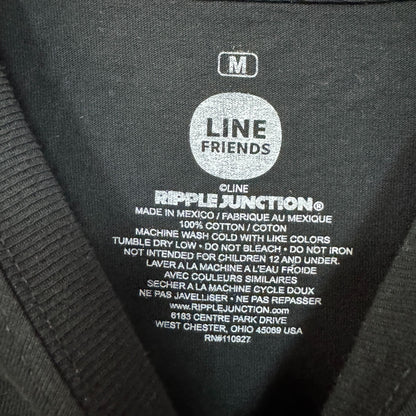 M
LINE
FRIENDS
©LINE
RIPPLE JUNCTION®
MADE IN MEXICO / FABRIQUE AU MEXIQUE
100% COTTON / COTON
MACHINE WASH COLD WITH LIKE COLORS
TUMBLE DRY LOW • DO NOT BLEACH • DO NOT IRON
NOT INTENDED FOR CHILDREN 12 AND UNDER.
LAVER A LA MACHINE A L'EAU FROIDE
AVEC COULEURS SIMILAIRES
SECHER A LA MACHINE CYCLE DOUX
NE PAS JAVELLISER • NE PAS REPASSER
www.RIPPLEJUNCTION.com
6183 CENTRE PARK DRIVE
WEST CHESTER, OHIO 45069 USA
RN#110927